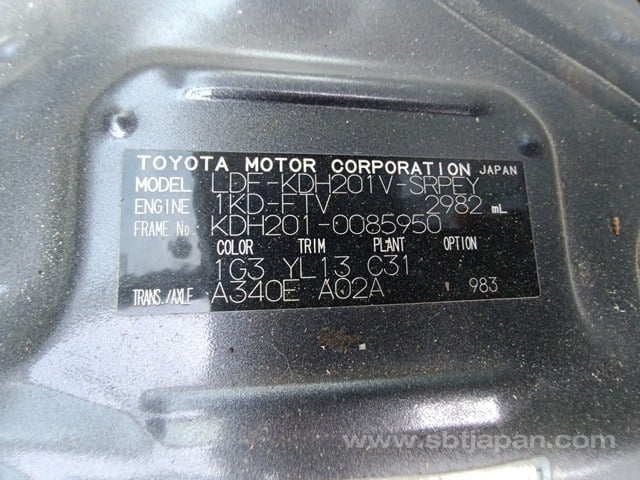 TOYOTA MOTOR CORPORATION JAPAN
MODEL LDF-KDH201V-SRPEY
ENGINE 1KD-FTV 2982 mL
FRAME No. KDH201-0085950
COLOR TRIM PLANT OPTION
1G3 YL13 C31
TRANS./AXLE A340E A02A 983
www.sbtjapan.com